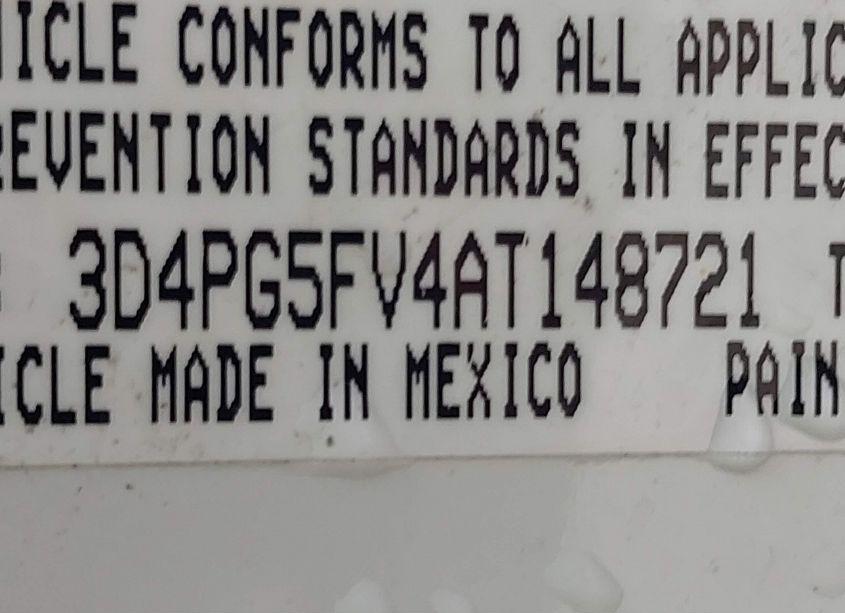 ICLE CONFORMS TO ALL APPLIC
EVENTION STANDARDS IN EFFEC
3D4PG5FV4AT148721 T
ICLE MADE IN MEXICO PAIN